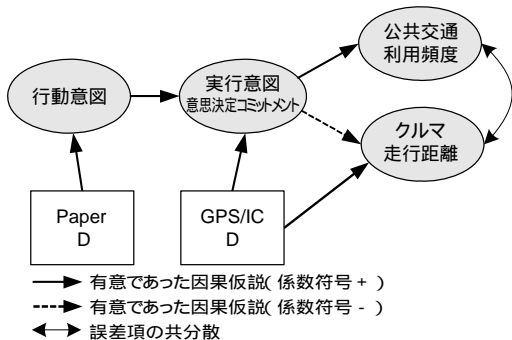 公共交通
利用頻度
行動意図
実行意図
意思決定コミットメント
クルマ
走行距離
Paper
D
GPS/IC
D
有意であった因果仮説(係数符号+)
有意であった因果仮説(係数符号-)
誤差項の共分散